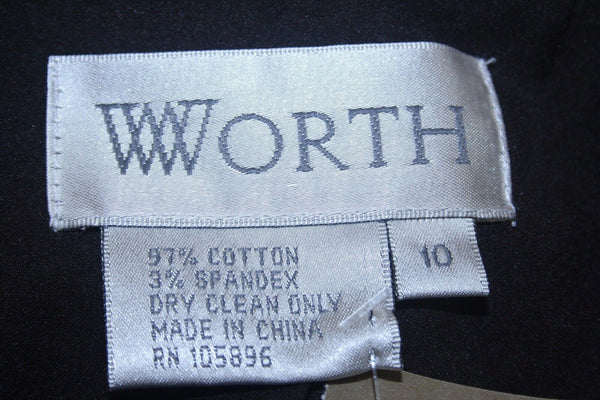 WORTH
97% COTTON
3% SPANDEX
DRY CLEAN ONLY
MADE IN CHINA
RN 105896
10